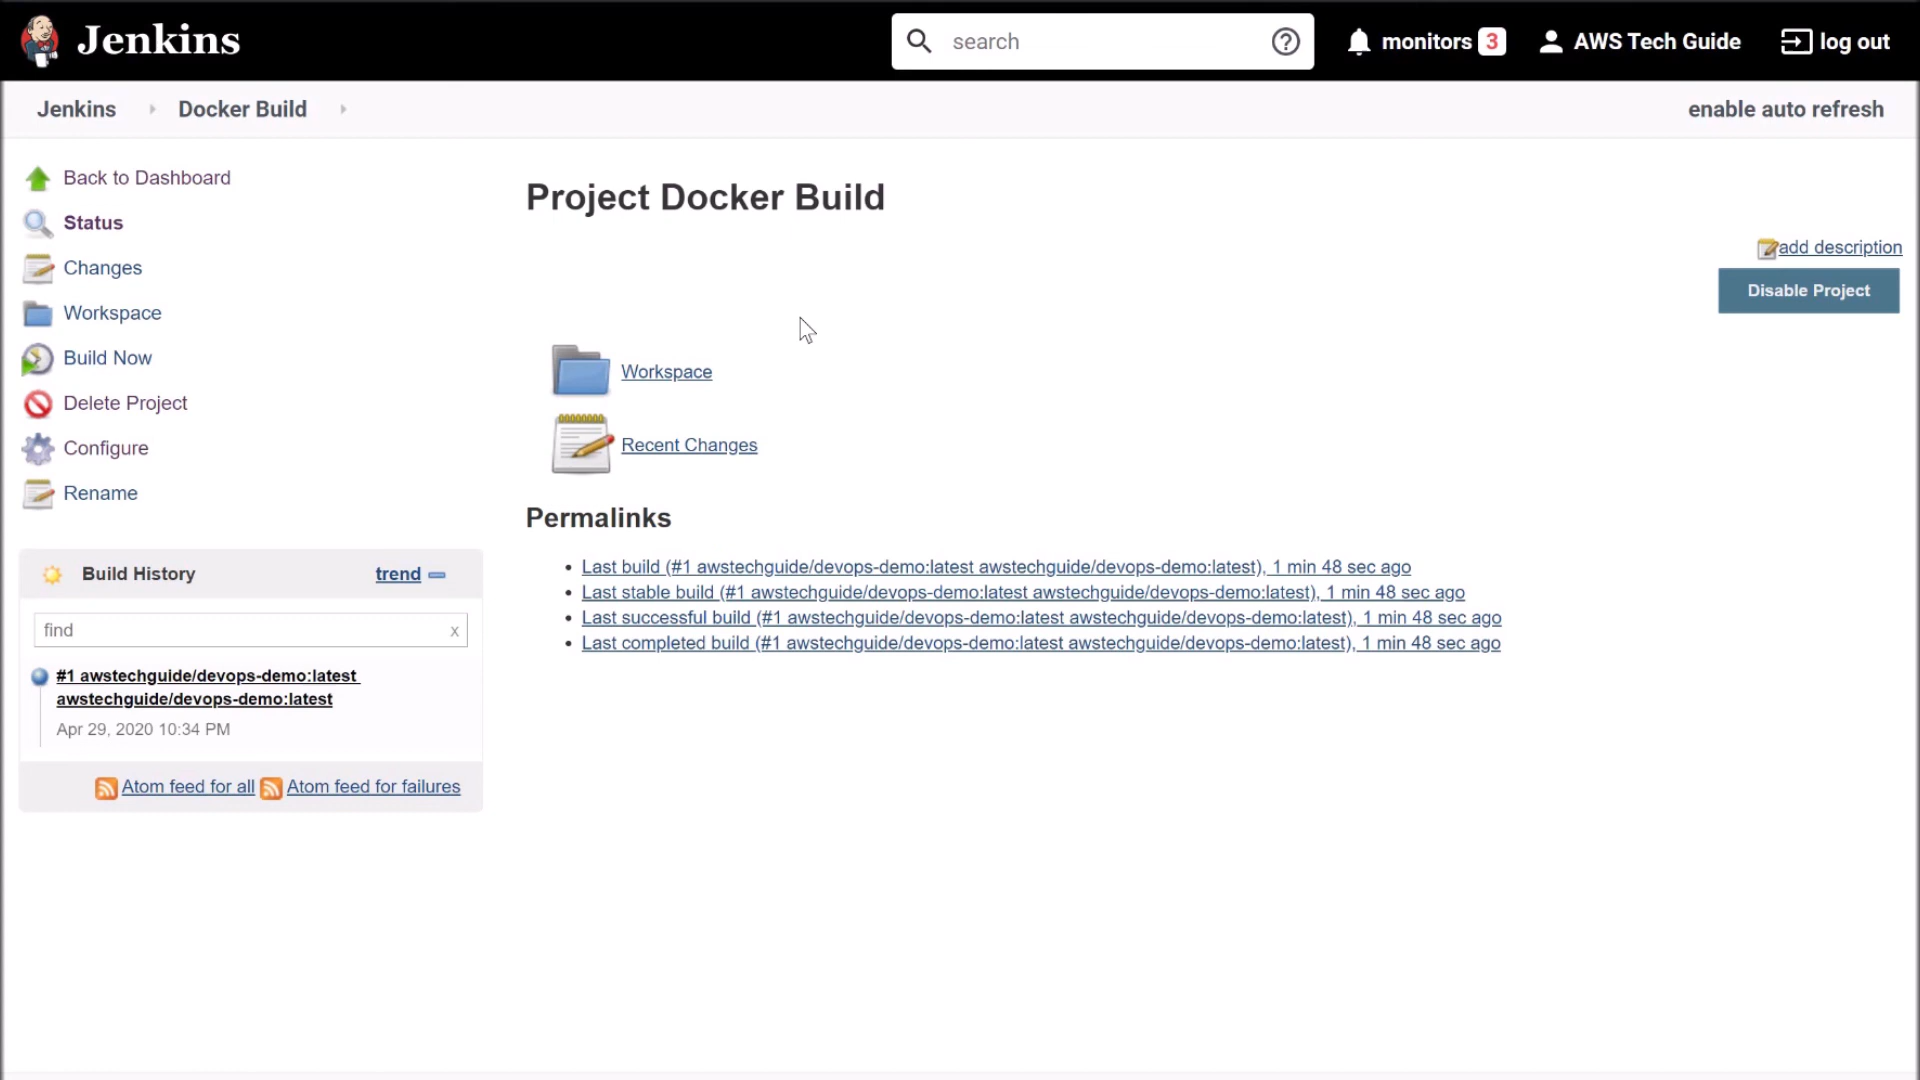 Jenkins
search
monitors 3
AWS Tech Guide
log out
Jenkins
Docker Build
enable auto refresh
Back to Dashboard
Status
Changes
Workspace
Build Now
Delete Project
Configure
Rename
Build History
trend
find
x
#1 awstechguide/devops-demo:latest
awstechguide/devops-demo:latest
Apr 29, 2020 10:34 PM
Atom feed for all
Atom feed for failures
Project Docker Build
add description
Disable Project
Workspace
Recent Changes
Permalinks
Last build (#1 awstechguide/devops-demo:latest awstechguide/devops-demo:latest), 1 min 48 sec ago
Last stable build (#1 awstechguide/devops-demo:latest awstechguide/devops-demo:latest), 1 min 48 sec ago
Last successful build (#1 awstechguide/devops-demo:latest awstechguide/devops-demo:latest), 1 min 48 sec ago
Last completed build (#1 awstechguide/devops-demo:latest awstechguide/devops-demo:latest), 1 min 48 sec ago